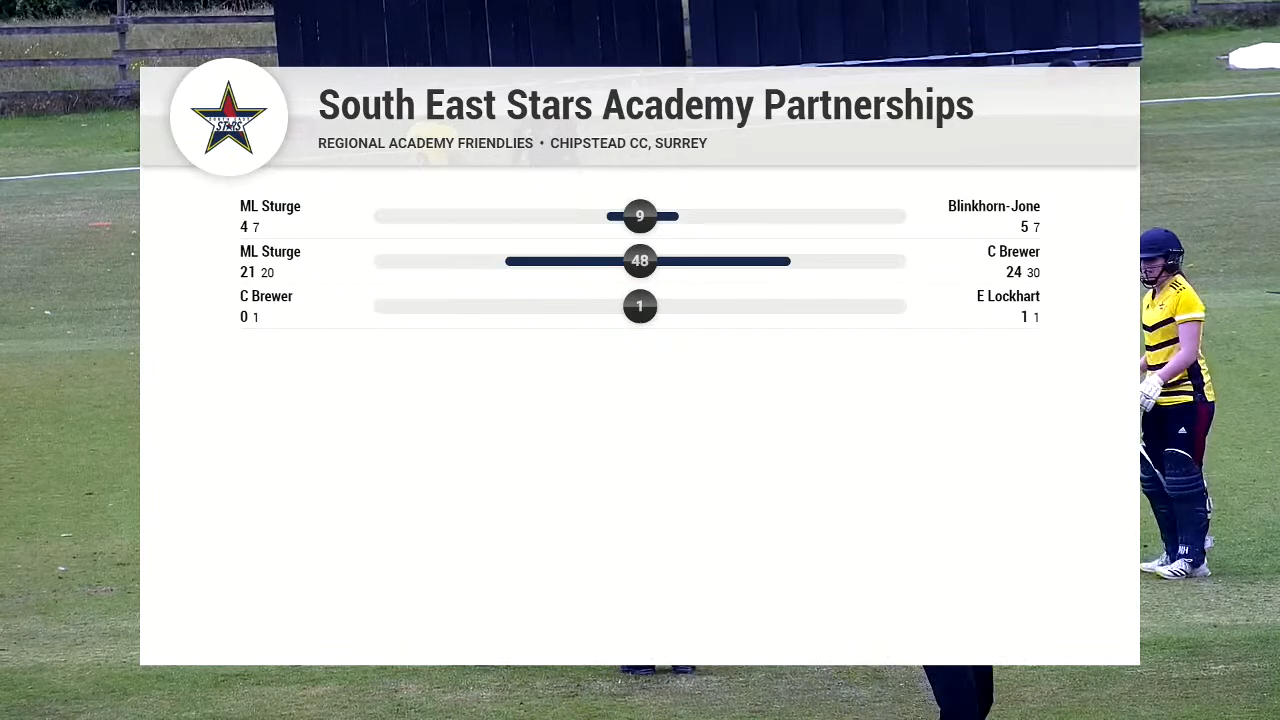 South East Stars Academy Partnerships
REGIONAL ACADEMY FRIENDLIES • CHIPSTEAD CC, SURREY
STARS
ML Sturge 9 Blinkhorn-Jone
4 7 5 7
ML Sturge 48 C Brewer
21 20 24 30
C Brewer 1 E Lockhart
0 1 1 1